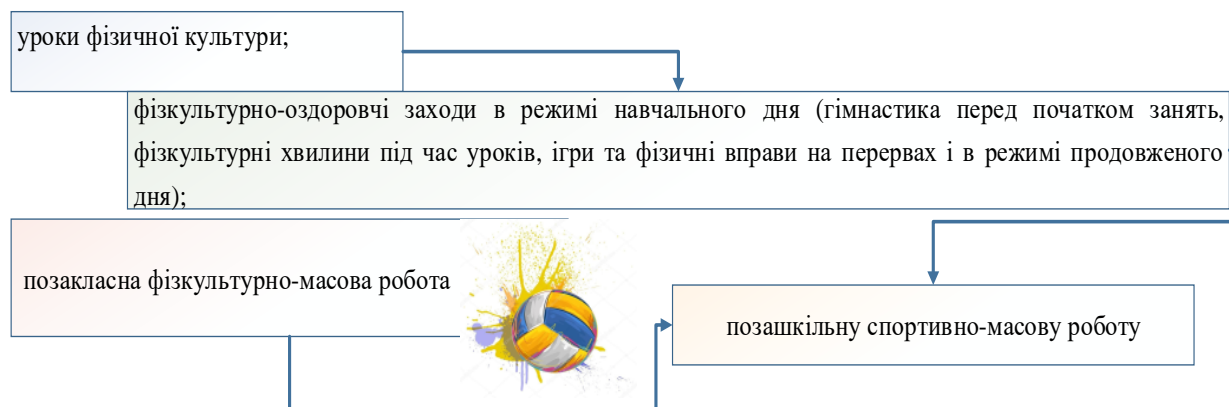 уроки фізичної культури;
фізкультурно-оздоровчі заходи в режимі навчального дня (гімнастика перед початком занять,
фізкультурні хвилини під час уроків, ігри та фізичні вправи на перервах і в режимі продовженого
дня);
позакласна фізкультурно-масова робота
позашкільну спортивно-масову роботу